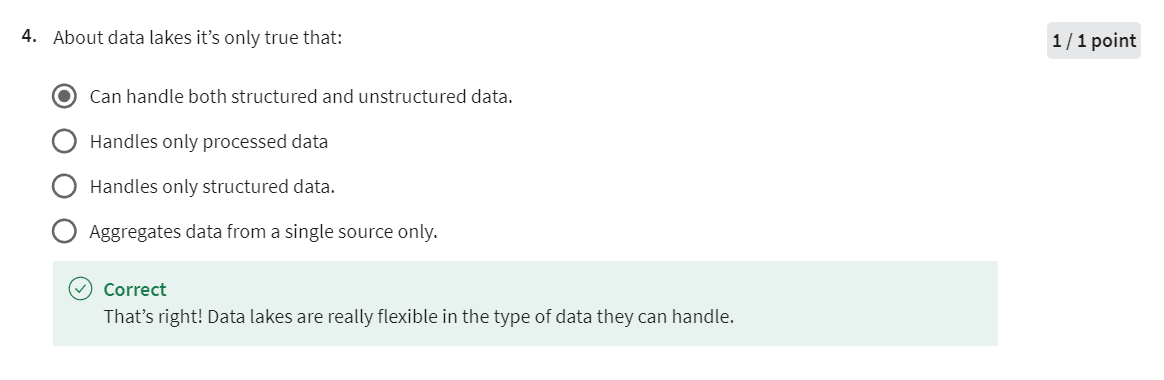 4. About data lakes it’s only true that:
1 / 1 point
Can handle both structured and unstructured data.
Handles only processed data
Handles only structured data.
Aggregates data from a single source only.
Correct
That’s right! Data lakes are really flexible in the type of data they can handle.